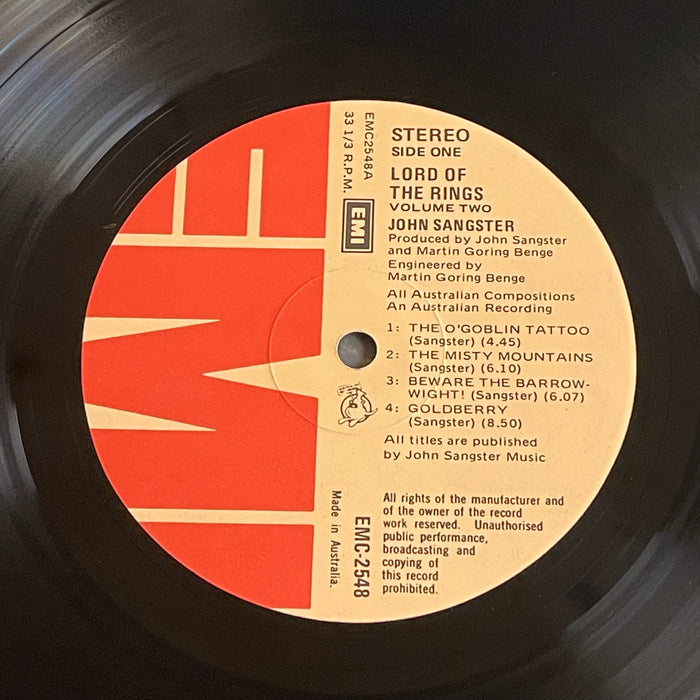 STEREO
SIDE ONE
LORD OF
THE RINGS
VOLUME TWO
JOHN SANGSTER
Produced by John Sangster
and Martin Goring Benge
Engineered by
Martin Goring Benge
All Australian Compositions
An Australian Recording
1: THE O'GOBLIN TATTOO
(Sangster) (4.45)
2: THE MISTY MOUNTAINS
(Sangster) (6.10)
3: BEWARE THE BARROW-
WIGHT! (Sangster) (6.07)
4: GOLDBERRY
(Sangster) (8.50)
All titles are published
by John Sangster Music
All rights of the manufacturer and
of the owner of the record
work reserved. Unauthorised
public performance,
broadcasting and
copying of
this record
prohibited.
EMC2548A
33 1/3 R.P.M.
EMI
EMC-2548
Made in Australia.
EMI